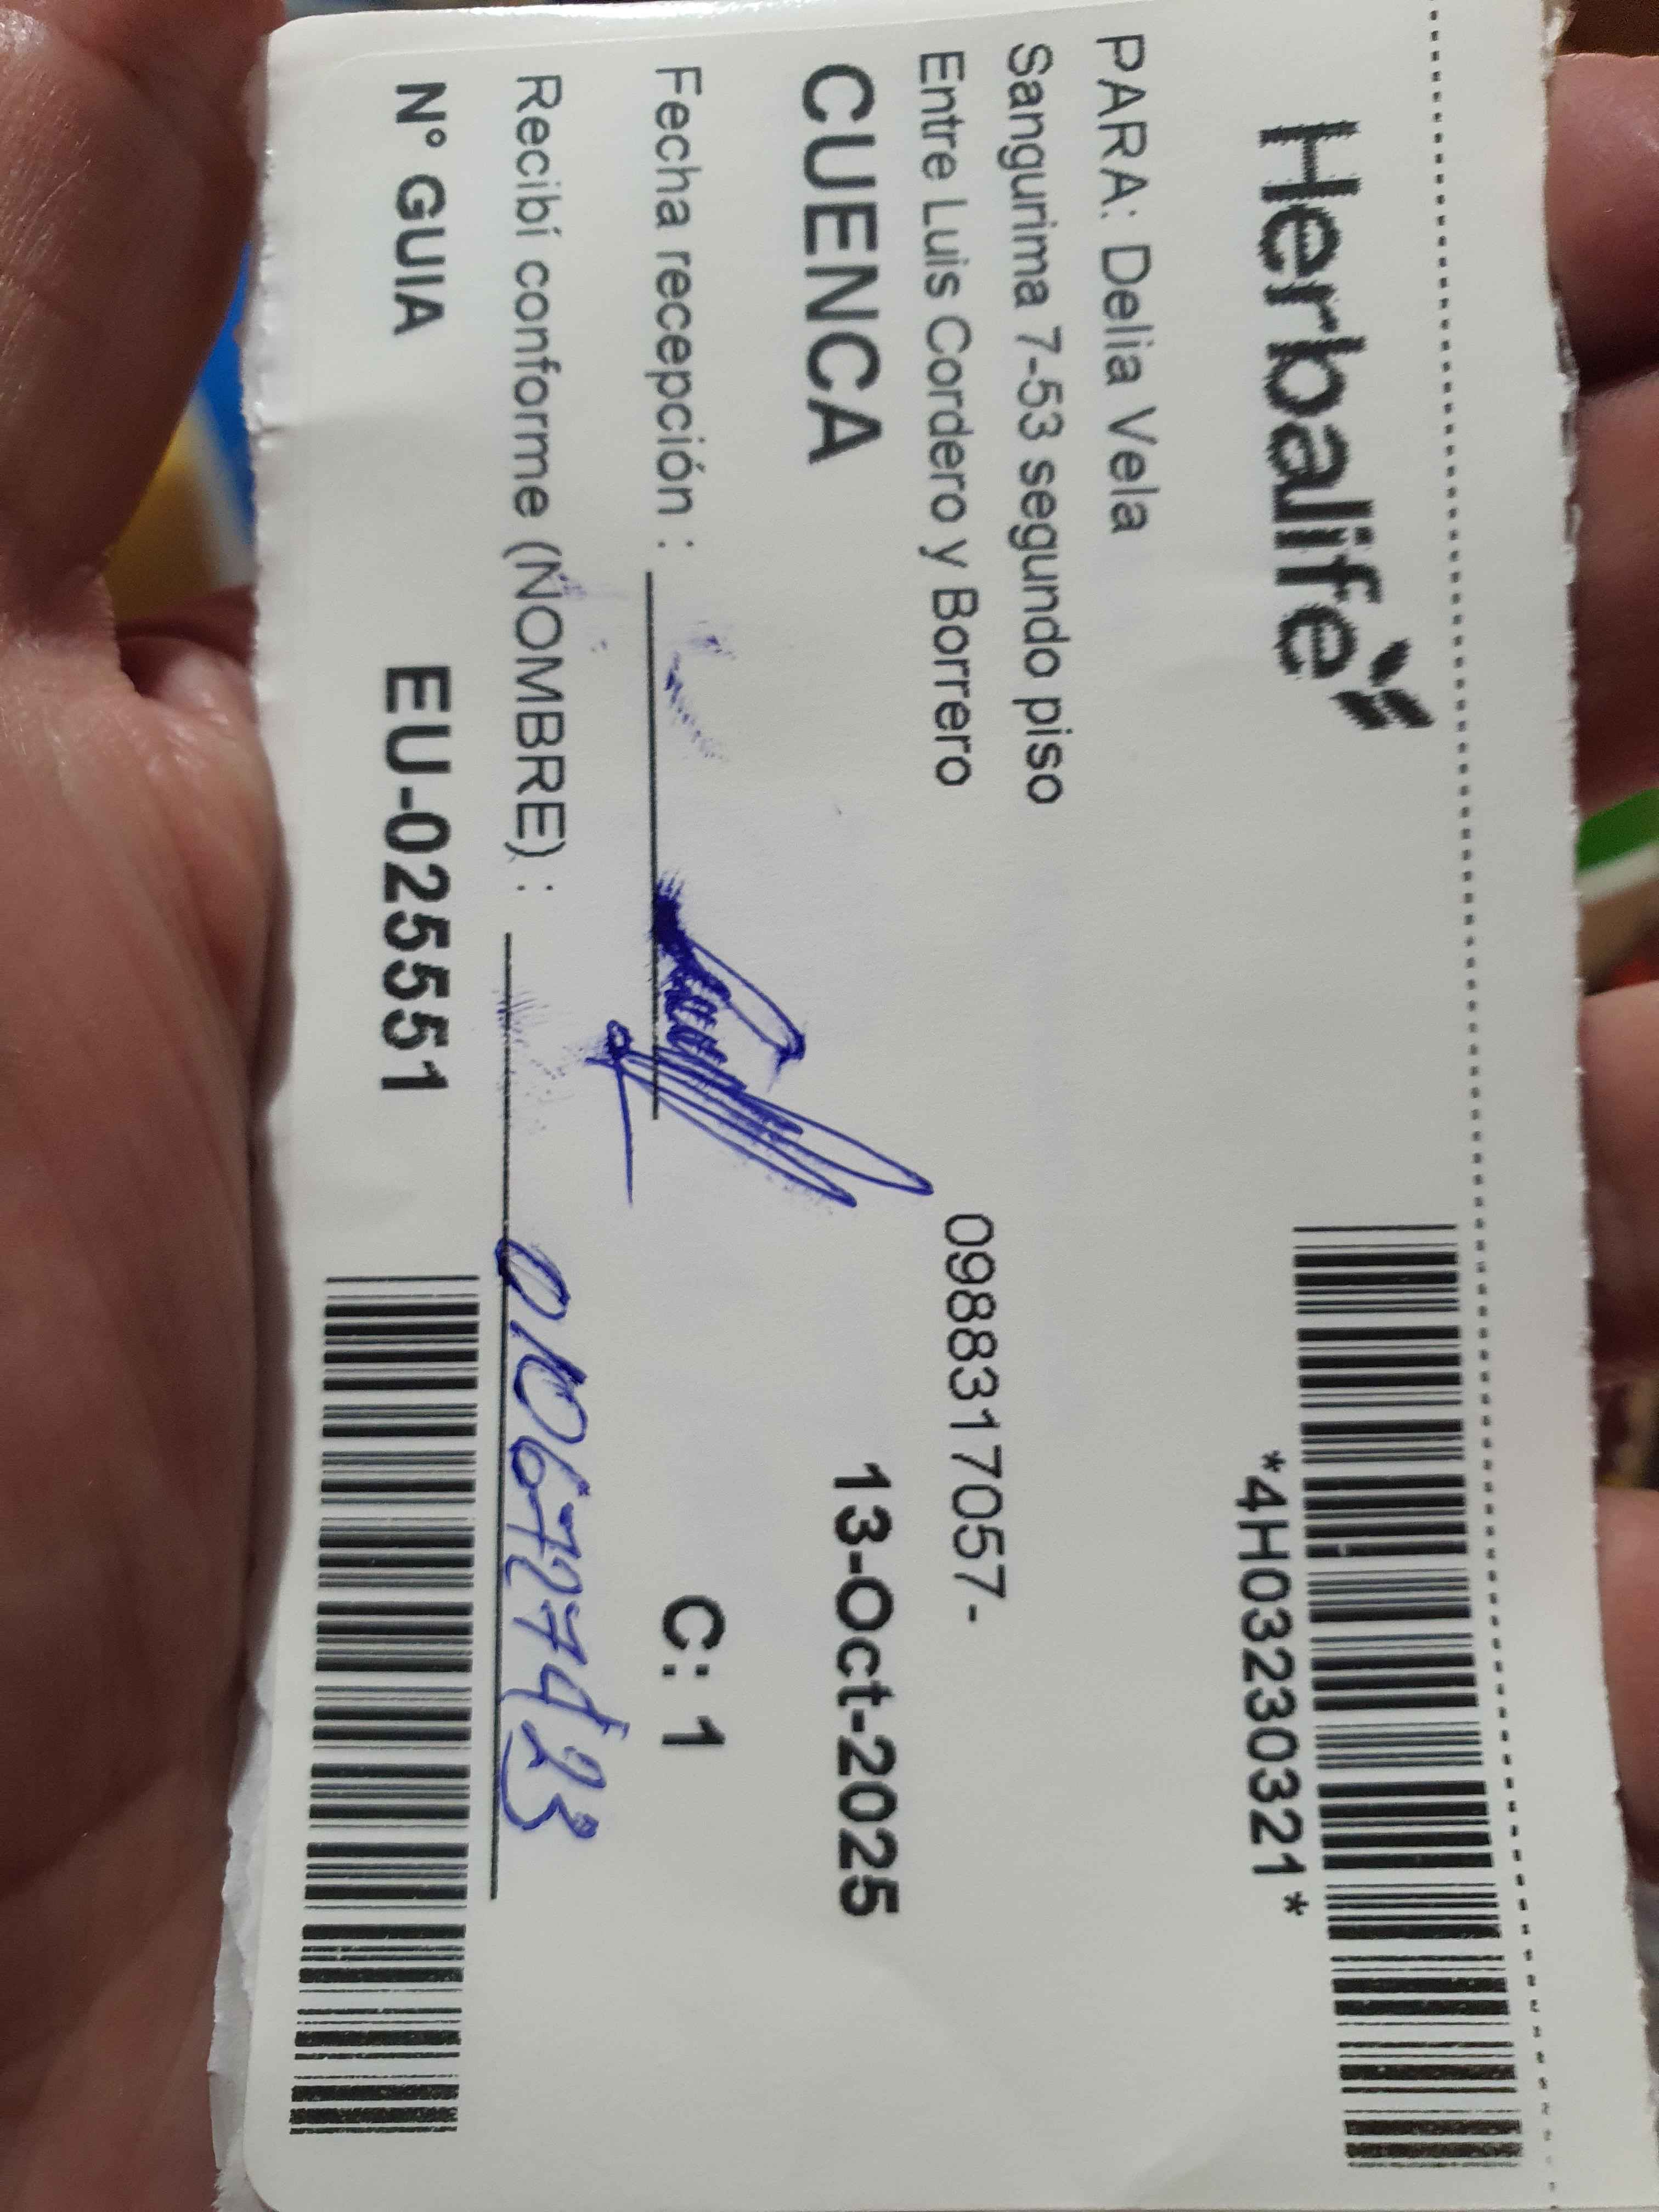 Herbalife
*4H03230321*
PARA: Delia Vela
Sangurima 7-53 segundo piso
Entre Luis Cordero y Borrero
0988317057-
CUENCA
13-Oct-2025
Fecha recepción :
C: 1
Recibí conforme (NOMBRE) :
N° GUIA
EU-025551